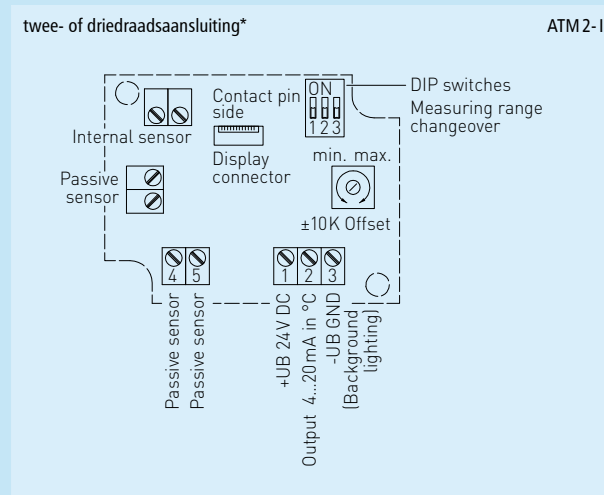 twee- of driedraadsaansluiting*
ATM 2- I
ON
1 2 3
DIP switches
Measuring range
changeover
Contact pin
side
Internal sensor
Display
connector
min. max.
Passive
sensor
±10K Offset
4 5
1 2 3
Passive sensor
Passive sensor
+UB 24V DC
Output 4...20mA in °C
-UB GND
(Background
lighting)